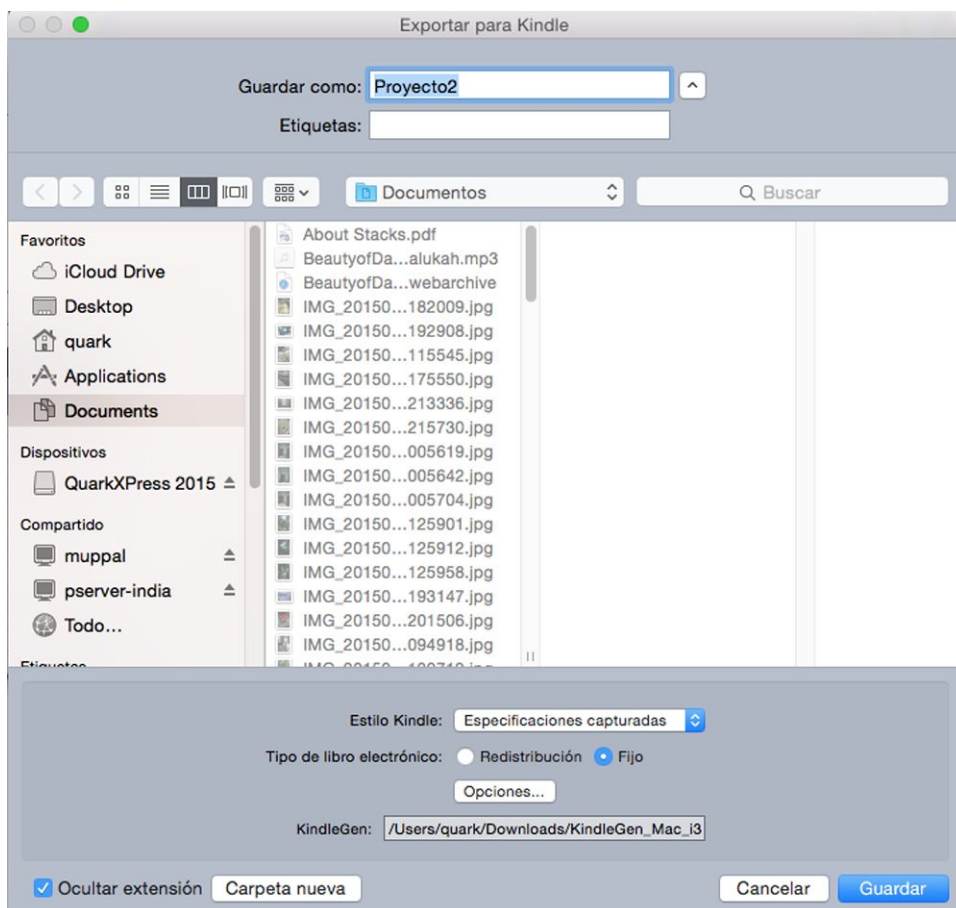 Exportar para Kindle
Guardar como: Proyecto2
Etiquetas:
Documentos
Buscar
Favoritos
iCloud Drive
Desktop
quark
Applications
Documents
Dispositivos
QuarkXPress 2015
Compartido
muppal
pserver-india
Todo...
Etiquetas
About Stacks.pdf
BeautyofDa...alukah.mp3
BeautyofDa...webarchive
IMG_20150...182009.jpg
IMG_20150...192908.jpg
IMG_20150...115545.jpg
IMG_20150...175550.jpg
IMG_20150...213336.jpg
IMG_20150...215730.jpg
IMG_20150...005619.jpg
IMG_20150...005642.jpg
IMG_20150...005704.jpg
IMG_20150...125901.jpg
IMG_20150...125912.jpg
IMG_20150...125958.jpg
IMG_20150...193147.jpg
IMG_20150...201506.jpg
IMG_20150...094918.jpg
Estilo Kindle: Especificaciones capturadas
Tipo de libro electrónico: Redistribución Fijo
Opciones...
KindleGen: /Users/quark/Downloads/KindleGen_Mac_i3
Ocultar extensión Carpeta nueva Cancelar Guardar